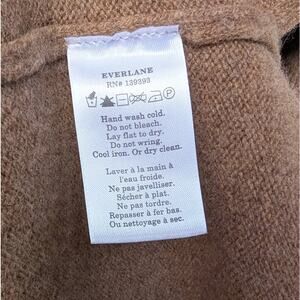 EVERLANE
RN# 139393
Hand wash cold.
Do not bleach.
Lay flat to dry.
Do not wring.
Cool iron. Or dry clean.
Laver à la main à
l'eau froide.
Ne pas javelliser.
Sécher à plat.
Ne pas tordre.
Repasser à fer bas.
Ou nettoyage à sec.